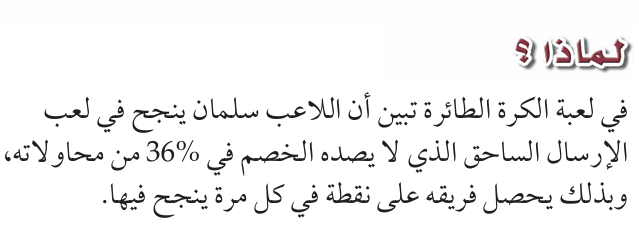 لماذا ؟
في لعبة الكرة الطائرة تبين أن اللاعب سلمان ينجح في لعب
الإرسال الساحق الذي لا يصده الخصم في 36% من محاولاته،
وبذلك يحصل فريقه على نقطة في كل مرة ينجح فيها.